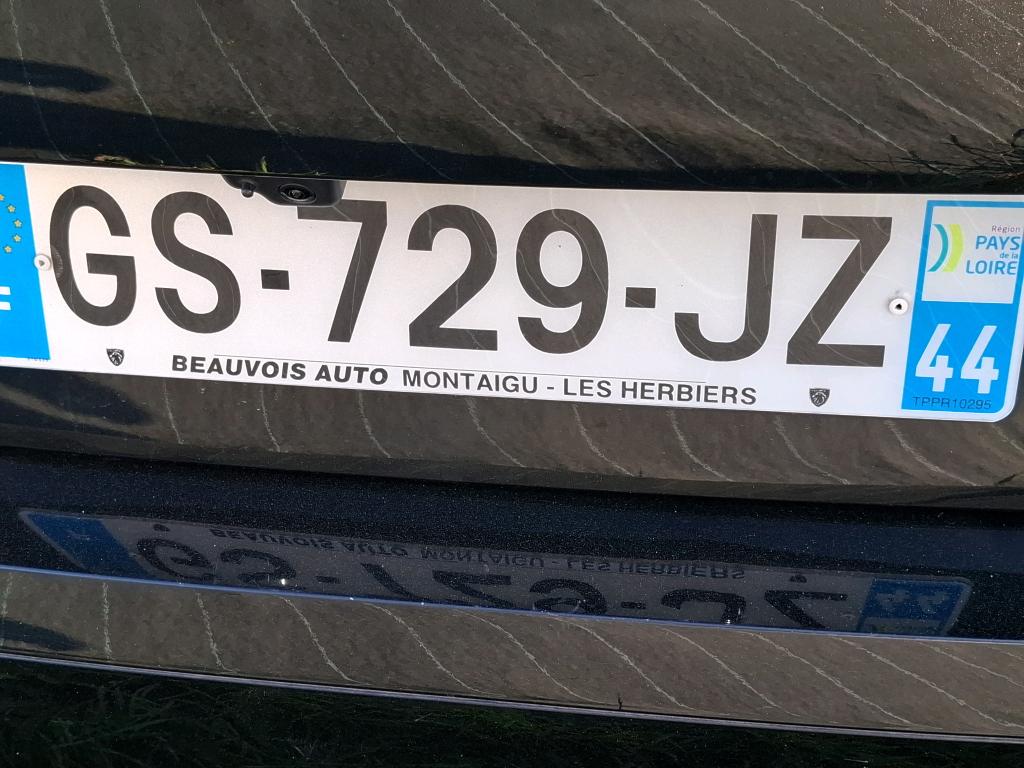 GS-729-JZ
Région
PAYS
de la
LOIRE
44
TPPR10295
BEAUVOIS AUTO MONTAIGU - LES HERBIERS